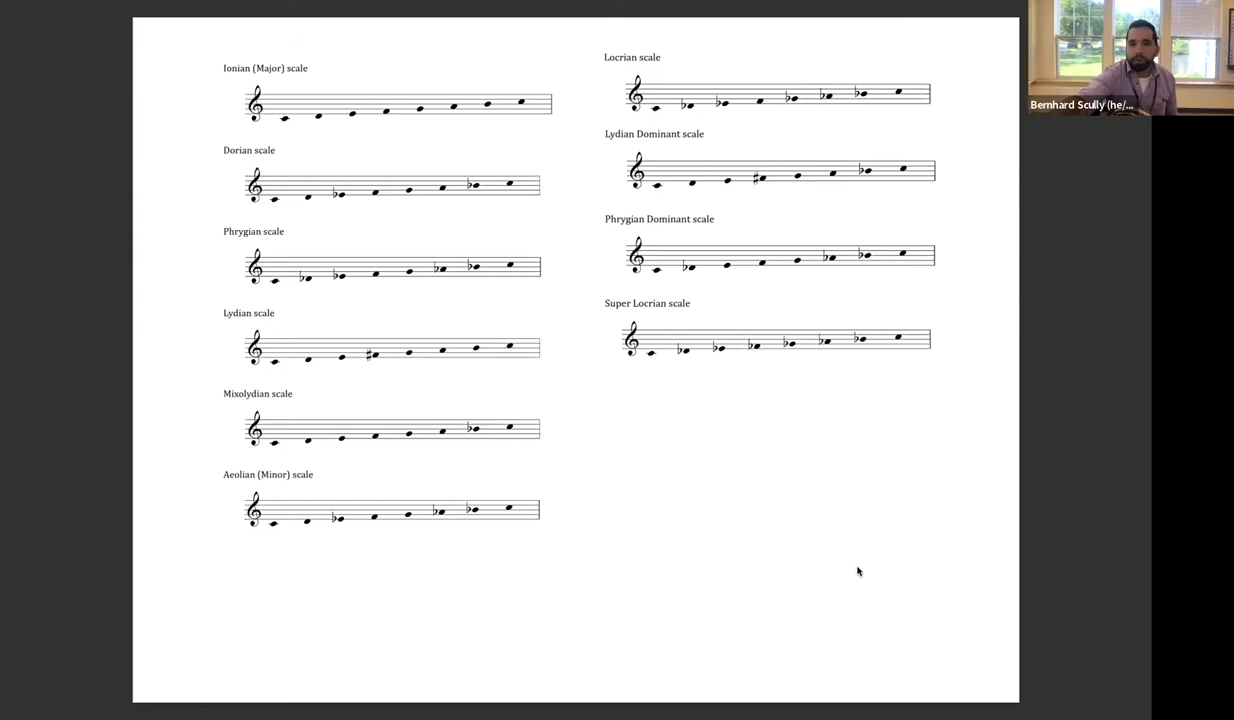 Ionian (Major) scale
Dorian scale
Phrygian scale
Lydian scale
Mixolydian scale
Aeolian (Minor) scale
Locrian scale
Lydian Dominant scale
Phrygian Dominant scale
Super Locrian scale
Bernhard Scully (he/...